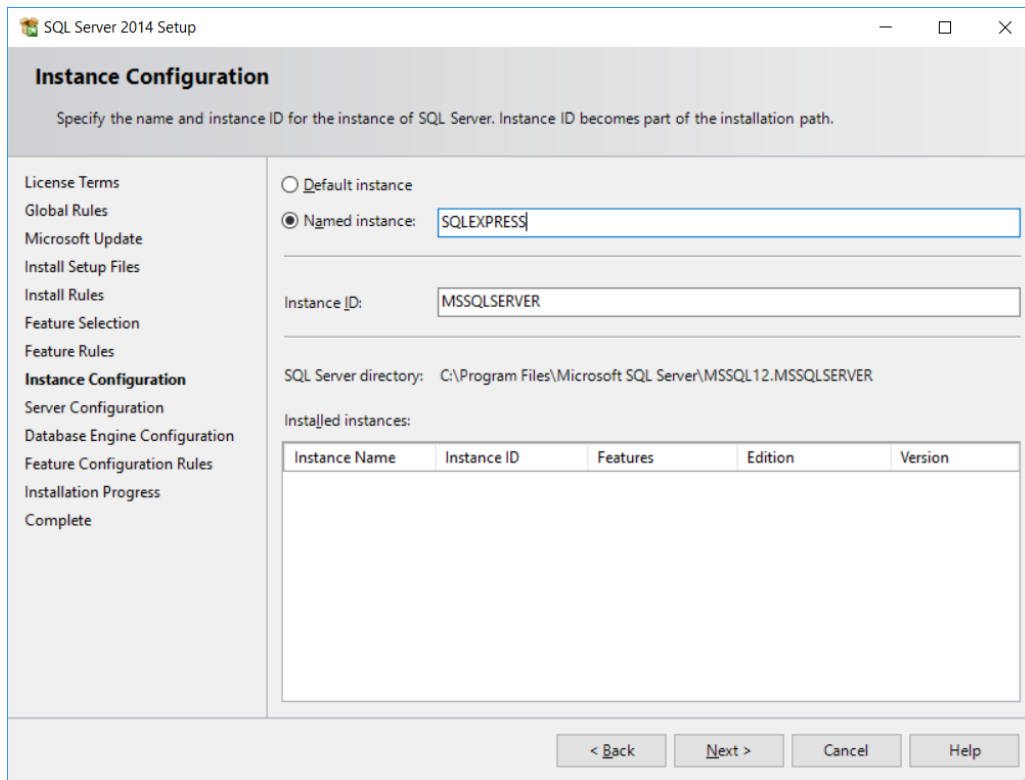 SQL Server 2014 Setup
Instance Configuration
Specify the name and instance ID for the instance of SQL Server. Instance ID becomes part of the installation path.
License Terms
Global Rules
Microsoft Update
Install Setup Files
Install Rules
Feature Selection
Feature Rules
Instance Configuration
Server Configuration
Database Engine Configuration
Feature Configuration Rules
Installation Progress
Complete
Default instance
Named instance: SQLEXPRESS
Instance ID: MSSQLSERVER
SQL Server directory: C:\Program Files\Microsoft SQL Server\MSSQL12.MSSQLSERVER
Installed instances:
Instance Name Instance ID Features Edition Version
< Back Next > Cancel Help